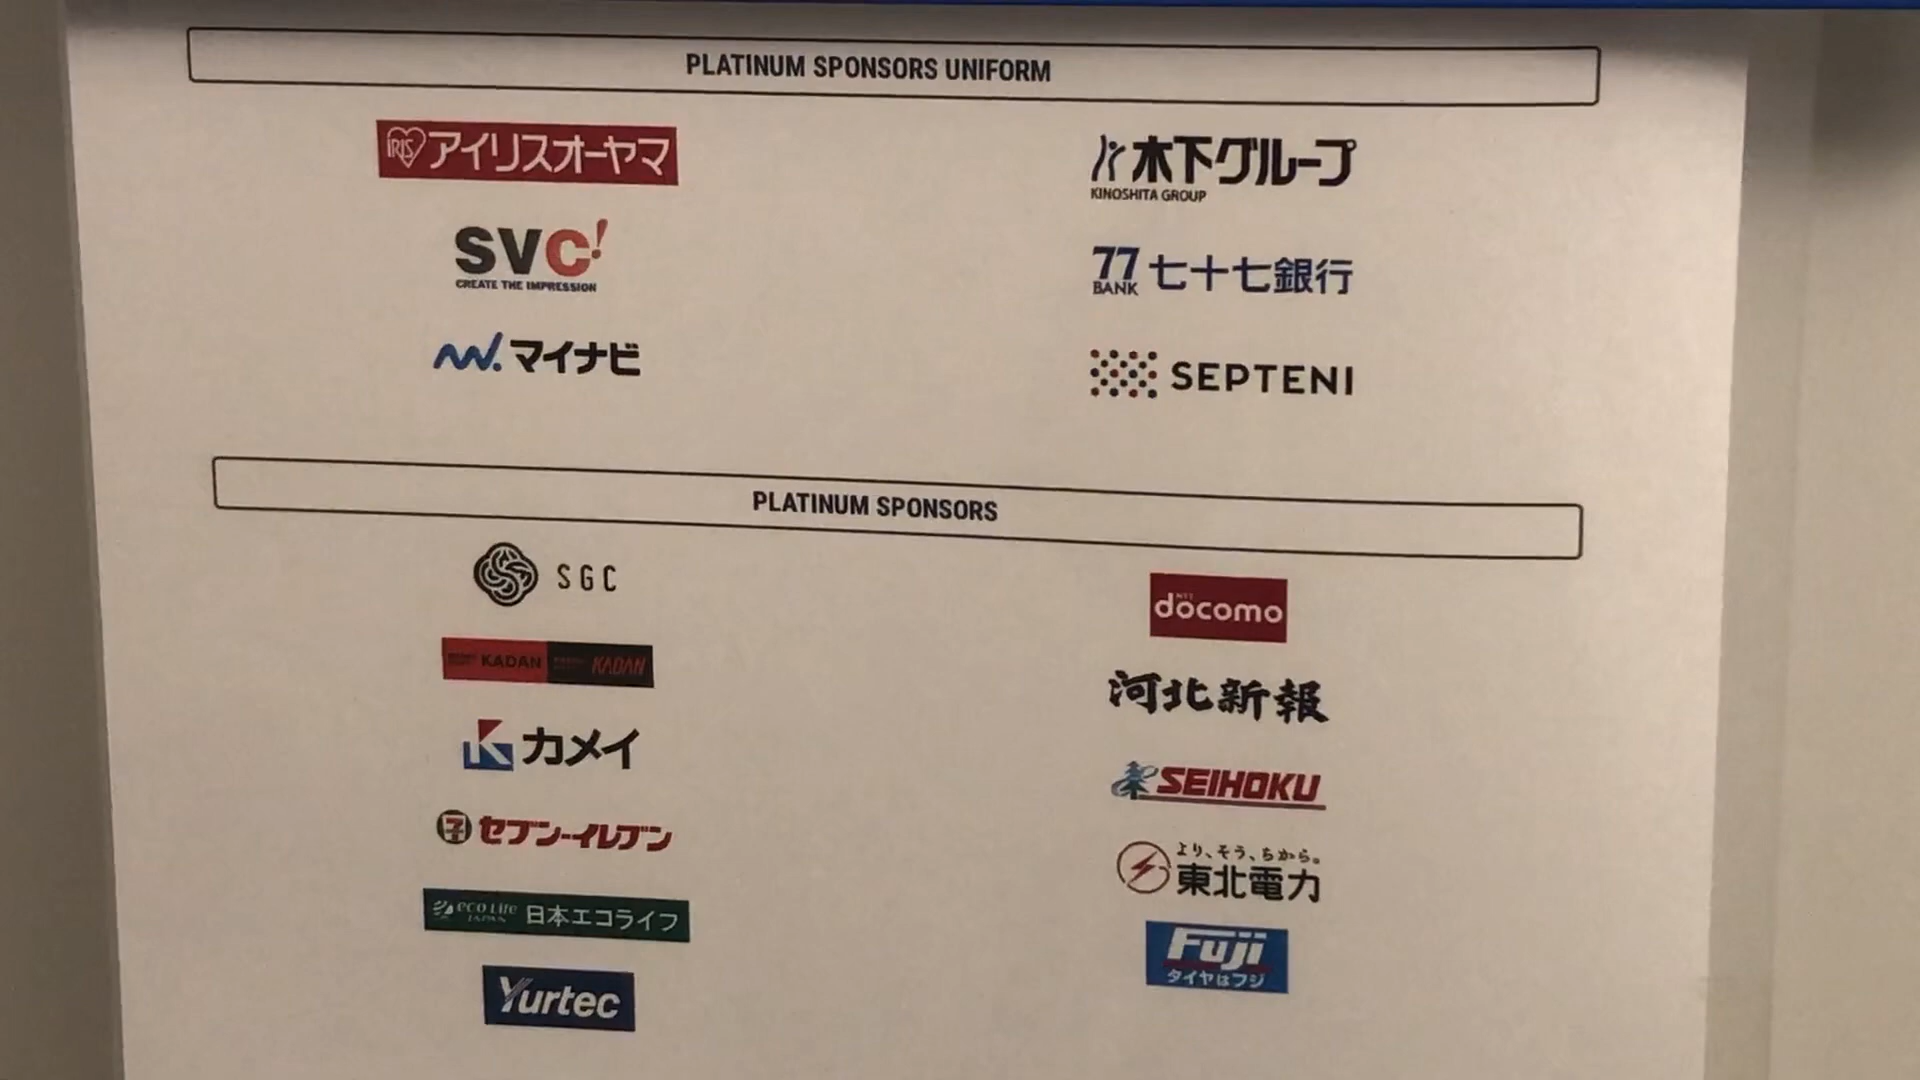 PLATINUM SPONSORS UNIFORM
IRIS アイリスオーヤマ
木下グループ
KINOSHITA GROUP
SVC!
CREATE THE IMPRESSION
77 BANK 七十七銀行
マイナビ
SEPTENI
PLATINUM SPONSORS
SGC
NTT
docomo
KADAN KADAN
河北新報
カメイ
SEIHOKU
7 セブン-イレブン
より、そう、ちから。
東北電力
eco Life JAPAN 日本エコライフ
Fuji
タイヤはフジ
Yurtec